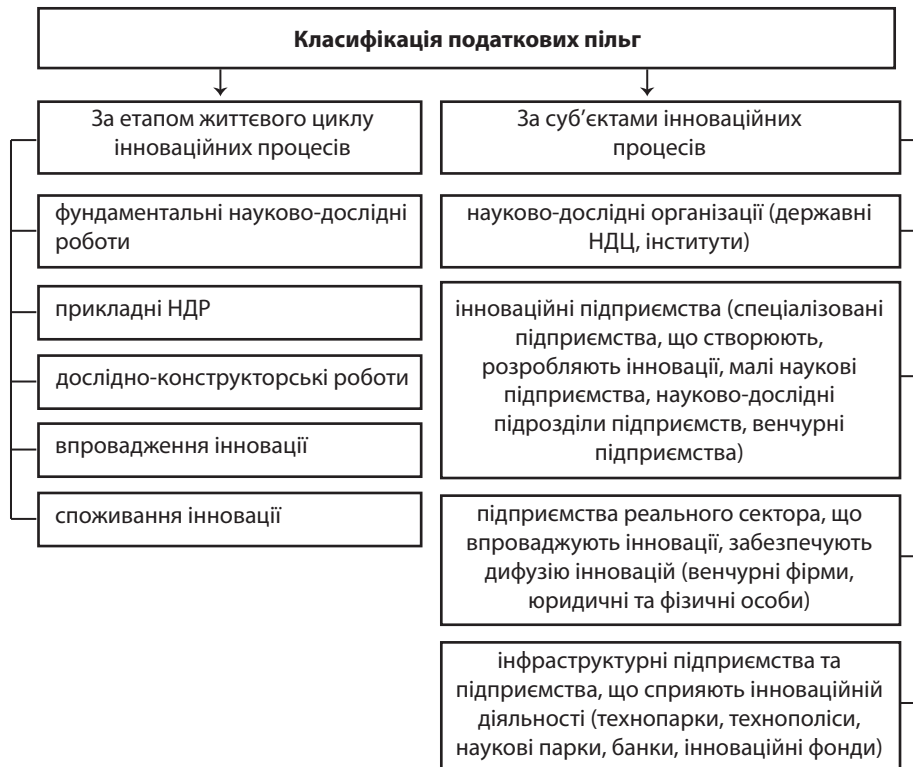 Класифікація податкових пільг
За етапом життєвого циклу
інноваційних процесів
фундаментальні науково-дослідні
роботи
прикладні НДР
дослідно-конструкторські роботи
впровадження інновації
споживання інновації
За суб’єктами інноваційних
процесів
науково-дослідні організації (державні
НДЦ, інститути)
інноваційні підприємства (спеціалізовані
підприємства, що створюють,
розробляють інновації, малі наукові
підприємства, науково-дослідні
підрозділи підприємств, венчурні
підприємства)
підприємства реального сектора, що
впроваджують інновації, забезпечують
дифузію інновацій (венчурні фірми,
юридичні та фізичні особи)
інфраструктурні підприємства та
підприємства, що сприяють інноваційній
діяльності (технопарки, технополіси,
наукові парки, банки, інноваційні фонди)